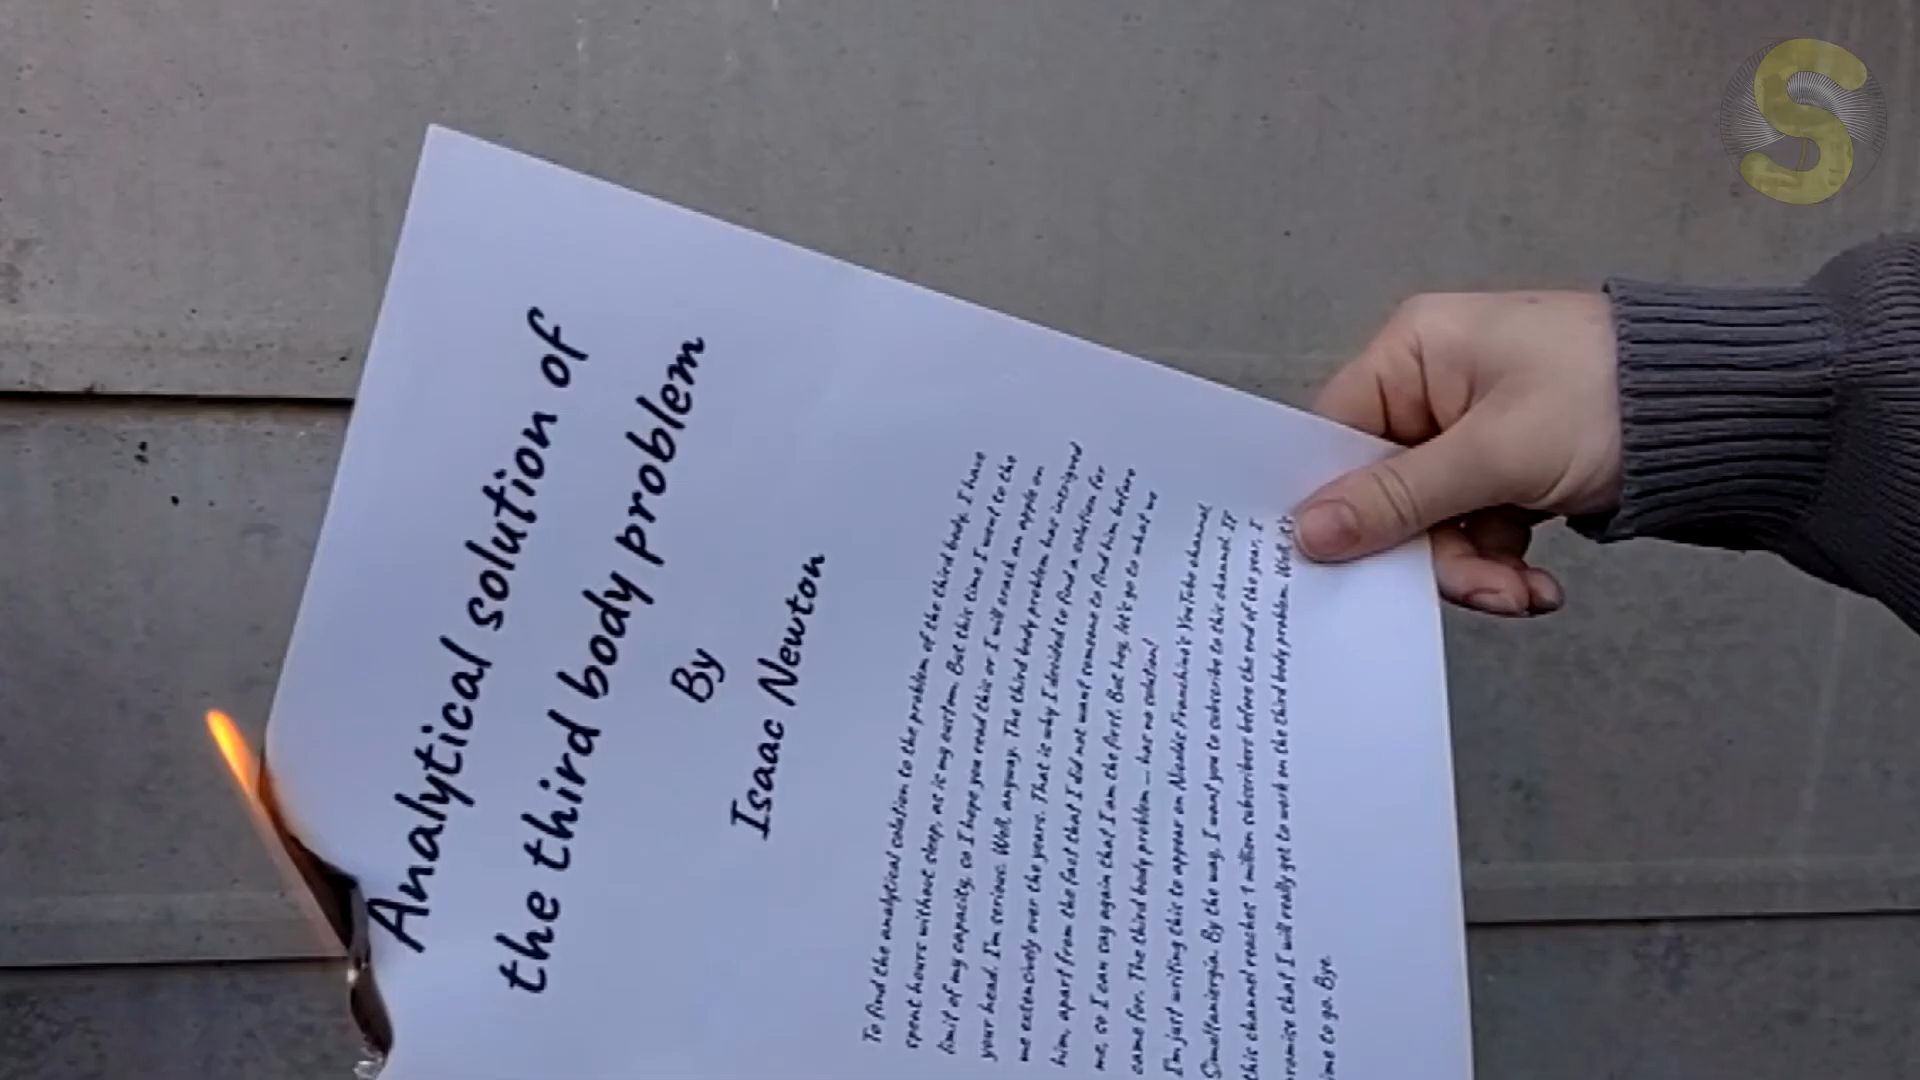 Analytical solution of
the third body problem
By
Isaac Newton
To find the analytical solution to the problem of the third body, I have
spent hours without sleep, as is my custom. But this time I went to the
limit of my capacity, so I hope you read this or I will crash an apple on
your head. I'm serious. Well, anyway. The third body problem has intrigued
me extensively over the years. That is why I decided to find a solution for
him, apart from the fact that I did not want someone to find him before
me, so I can say again that I am the first. But hey, let's go to what we
came for. The third body problem — has no solution!
I'm just writing this to appear on Nicolás Franchino's YouTube channel
Simultaniergia. By the way, I want you to subscribe to this channel. If
this channel reaches 1 million subscribers before the end of the year, I
promise that I will really get to work on the third body problem. Well, it's
time to go. Bye.
S